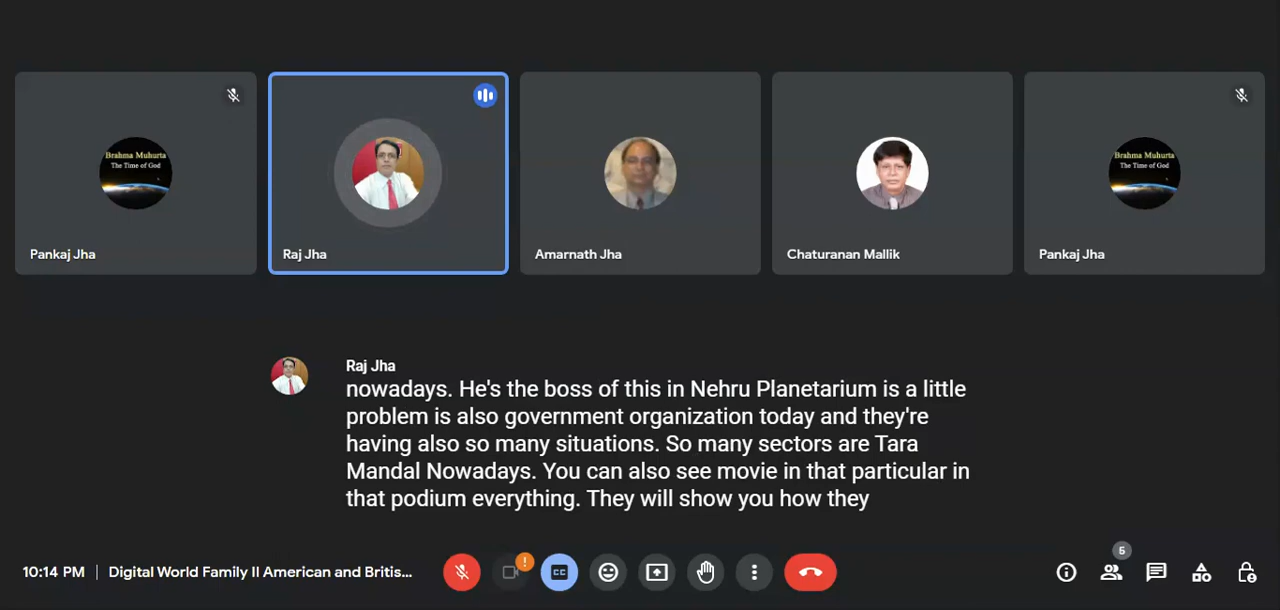 Brahma Muhurta
The Time of God
Pankaj Jha
Raj Jha
Amarnath Jha
Chaturanan Mallik
Brahma Muhurta
The Time of God
Pankaj Jha
Raj Jha
nowadays. He's the boss of this in Nehru Planetarium is a little
problem is also government organization today and they're
having also so many situations. So many sectors are Tara
Mandal Nowadays. You can also see movie in that particular in
that podium everything. They will show you how they
10:14 PM | Digital World Family II American and Britis...
!
CC
5